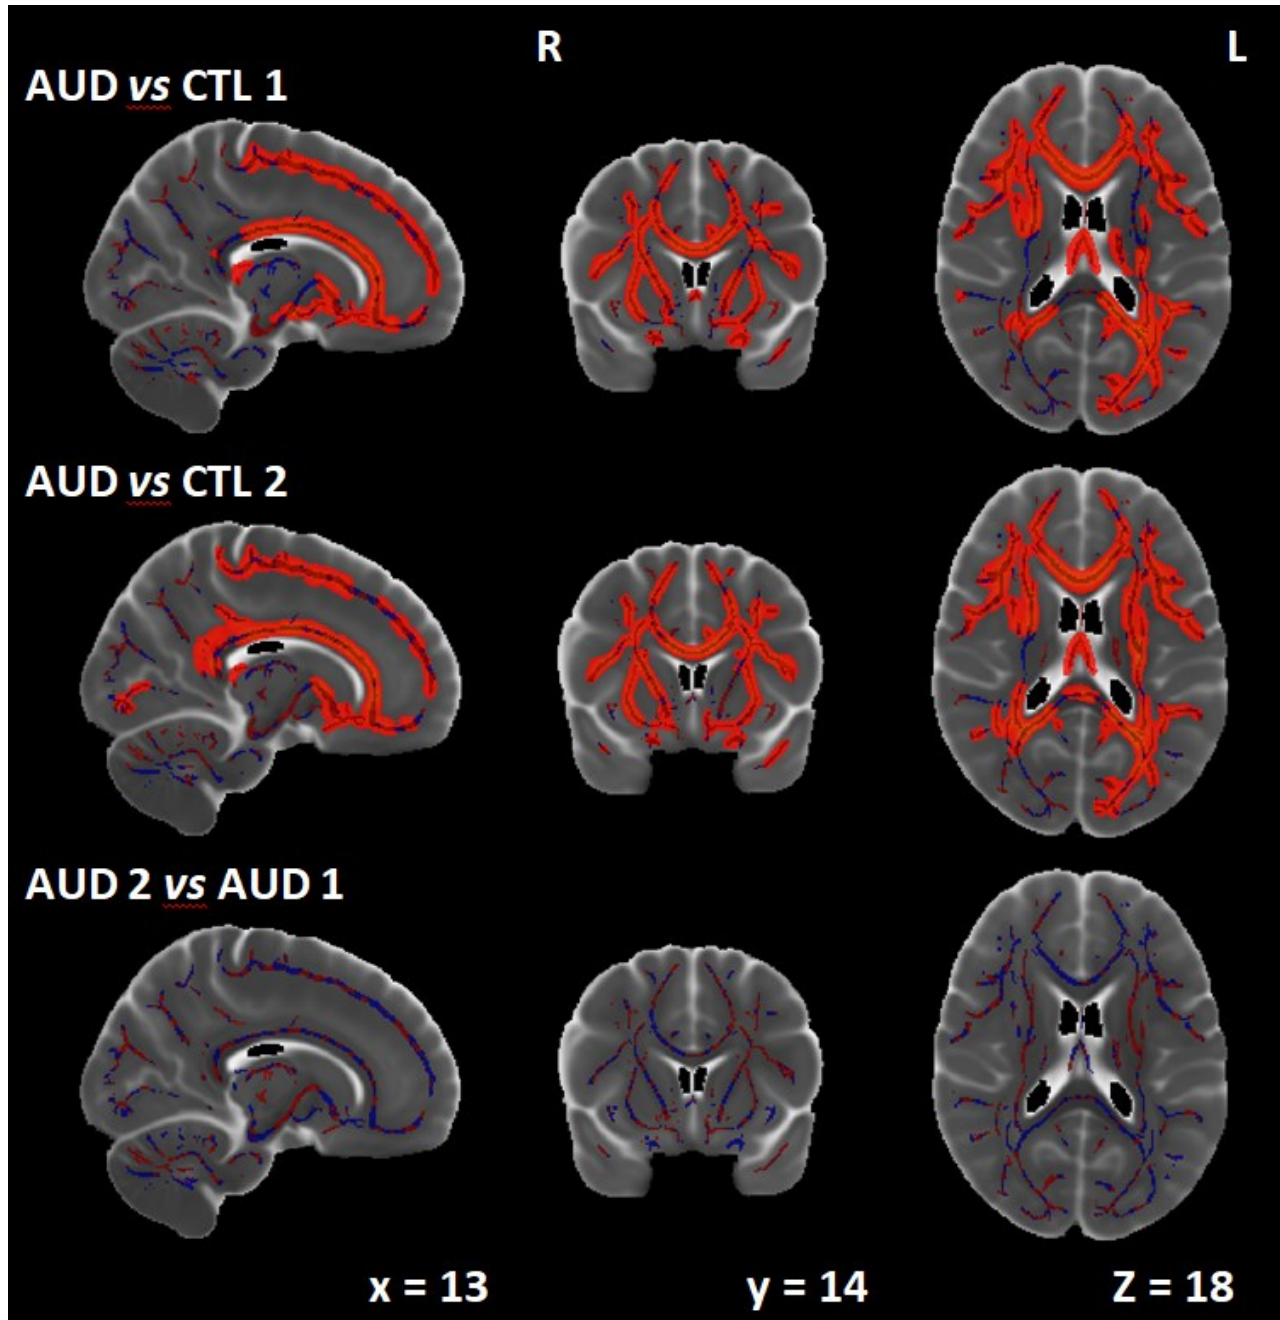 R
L
AUD vs CTL 1
AUD vs CTL 2
AUD 2 vs AUD 1
x = 13
y = 14
Z = 18